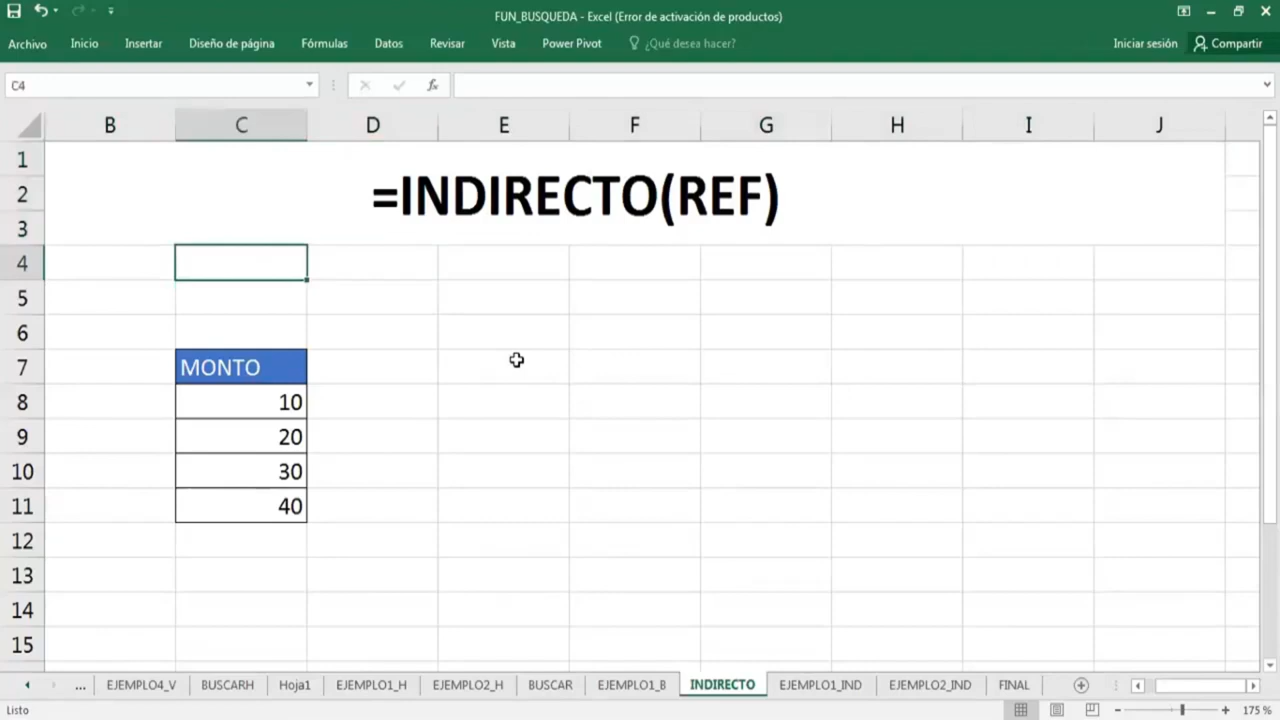 FUN_BUSQUEDA - Excel (Error de activación de productos)
Archivo Inicio Insertar Diseño de página Fórmulas Datos Revisar Vista Power Pivot ¿Qué desea hacer? Iniciar sesión Compartir
C4 fx
B C D E F G H I J
1
2 =INDIRECTO(REF)
3
4
5
6
7 MONTO
8 10
9 20
10 30
11 40
12
13
14
15
... EJEMPLO4_V BUSCARH Hoja1 EJEMPLO1_H EJEMPLO2_H BUSCAR EJEMPLO1_B INDIRECTO EJEMPLO1_IND EJEMPLO2_IND FINAL
Listo 175 %